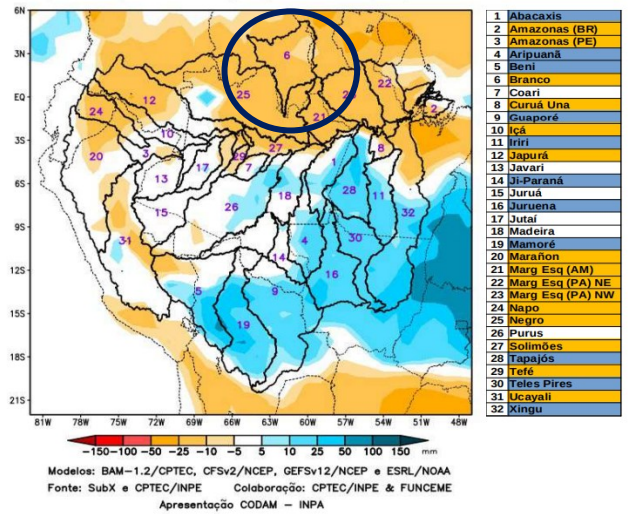 6N
3N
EQ
3S
6S
9S
12S
15S
18S
21S
81W 78W 75W 72W 69W 66W 63W 60W 57W 54W 51W 48W
6
25
22
12
24
21
2
10
20
3
13
17
29
27
7
8
1
15
26
18
28
11
32
31
4
30
14
16
5
9
19
-150 -100 -50 -25 -10 -5 5 10 25 50 100 150 mm
Modelos: BAM-1.2/CPTEC, CFSv2/NCEP, GEFSv12/NCEP e ESRL/NOAA
Fonte: SubX e CPTEC/INPE Colaboração: CPTEC/INPE & FUNCEME
Apresentação CODAM - INPA
1 Abacaxis
2 Amazonas (BR)
3 Amazonas (PE)
4 Aripuanã
5 Beni
6 Branco
7 Coari
8 Curuá Una
9 Guaporé
10 Içá
11 Iriri
12 Japurá
13 Javari
14 Ji-Paraná
15 Juruá
16 Juruena
17 Jutaí
18 Madeira
19 Mamoré
20 Marañon
21 Marg Esq (AM)
22 Marg Esq (PA) NE
23 Marg Esq (PA) NW
24 Napo
25 Negro
26 Purus
27 Solimões
28 Tapajós
29 Tefé
30 Teles Pires
31 Ucayali
32 Xingu